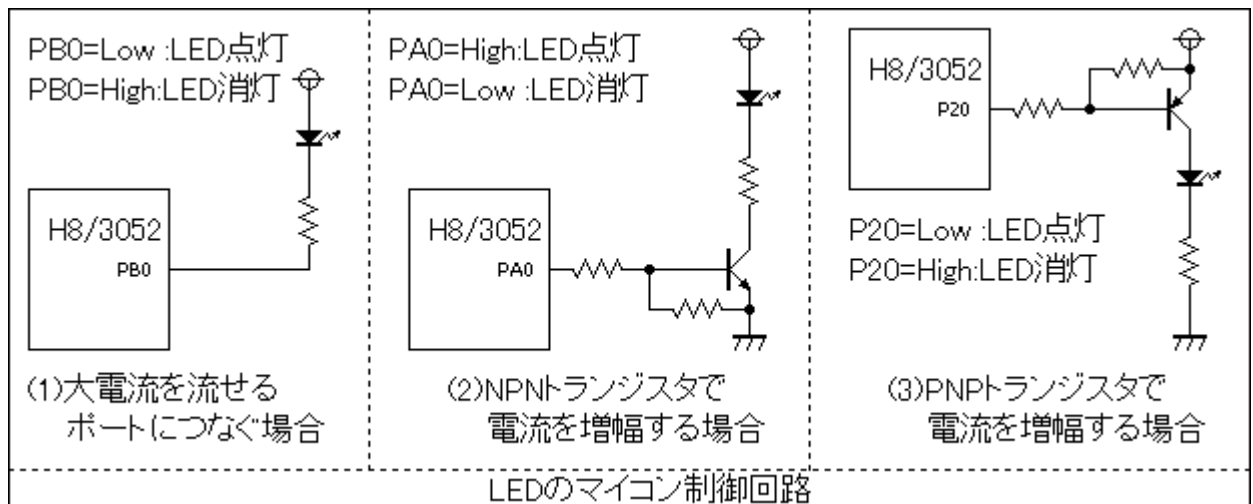 PB0=Low :LED点灯
PB0=High:LED消灯
H8/3052
PB0
(1)大電流を流せる
ポートにつなぐ場合
PA0=High:LED点灯
PA0=Low :LED消灯
H8/3052
PA0
(2)NPNトランジスタで
電流を増幅する場合
H8/3052
P20
P20=Low :LED点灯
P20=High:LED消灯
(3)PNPトランジスタで
電流を増幅する場合
LEDのマイコン制御回路